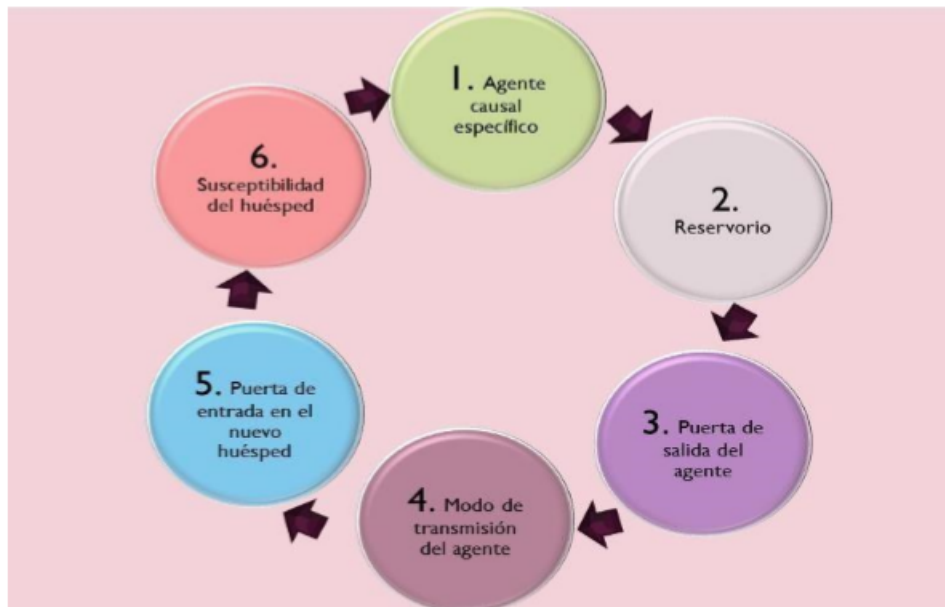 1. Agente
causal
específico
2.
Reservorio
3. Puerta de
salida del
agente
4. Modo de
transmisión
del agente
5. Puerta de
entrada en el
nuevo
huésped
6.
Susceptibilidad
del huésped